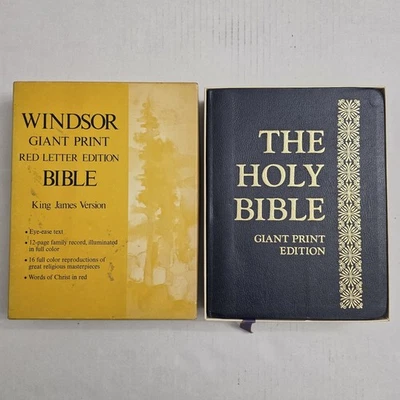 WINDSOR
GIANT PRINT
RED LETTER EDITION
BIBLE
King James Version
• Eye-ease text
• 12-page family record, illuminated
in full color
• 16 full color reproductions of
great religious masterpieces
• Words of Christ in red
THE
HOLY
BIBLE
GIANT PRINT
EDITION